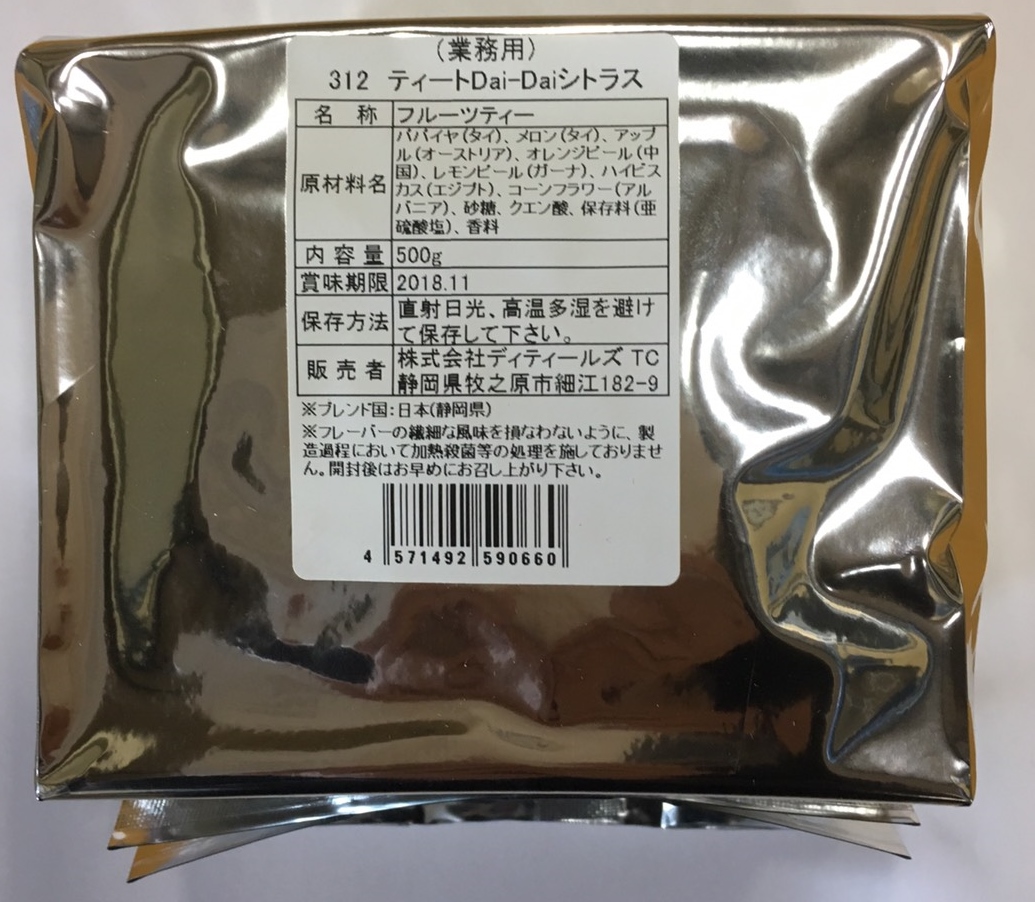 （業務用）
312 ティートDai-Daiシトラス
名 称 フルーツティー
原材料名
パパイヤ（タイ）、メロン（タイ）、アップ
ル（オーストリア）、オレンジピール（中
国）、レモンピール（ガーナ）、ハイビス
カス（エジプト）、コーンフラワー（アル
バニア）、砂糖、クエン酸、保存料（亜
硫酸塩）、香料
内 容 量 500g
賞味期限 2018.11
保存方法
直射日光、高温多湿を避け
て保存して下さい。
販 売 者
株式会社ディティールズ TC
静岡県牧之原市細江182-9
※ブレンド国：日本（静岡県）
※フレーバーの繊細な風味を損なわないように、製
造過程において加熱殺菌等の処理を施しておりませ
ん。開封後はお早めにお召し上がり下さい。
4 571492 590660